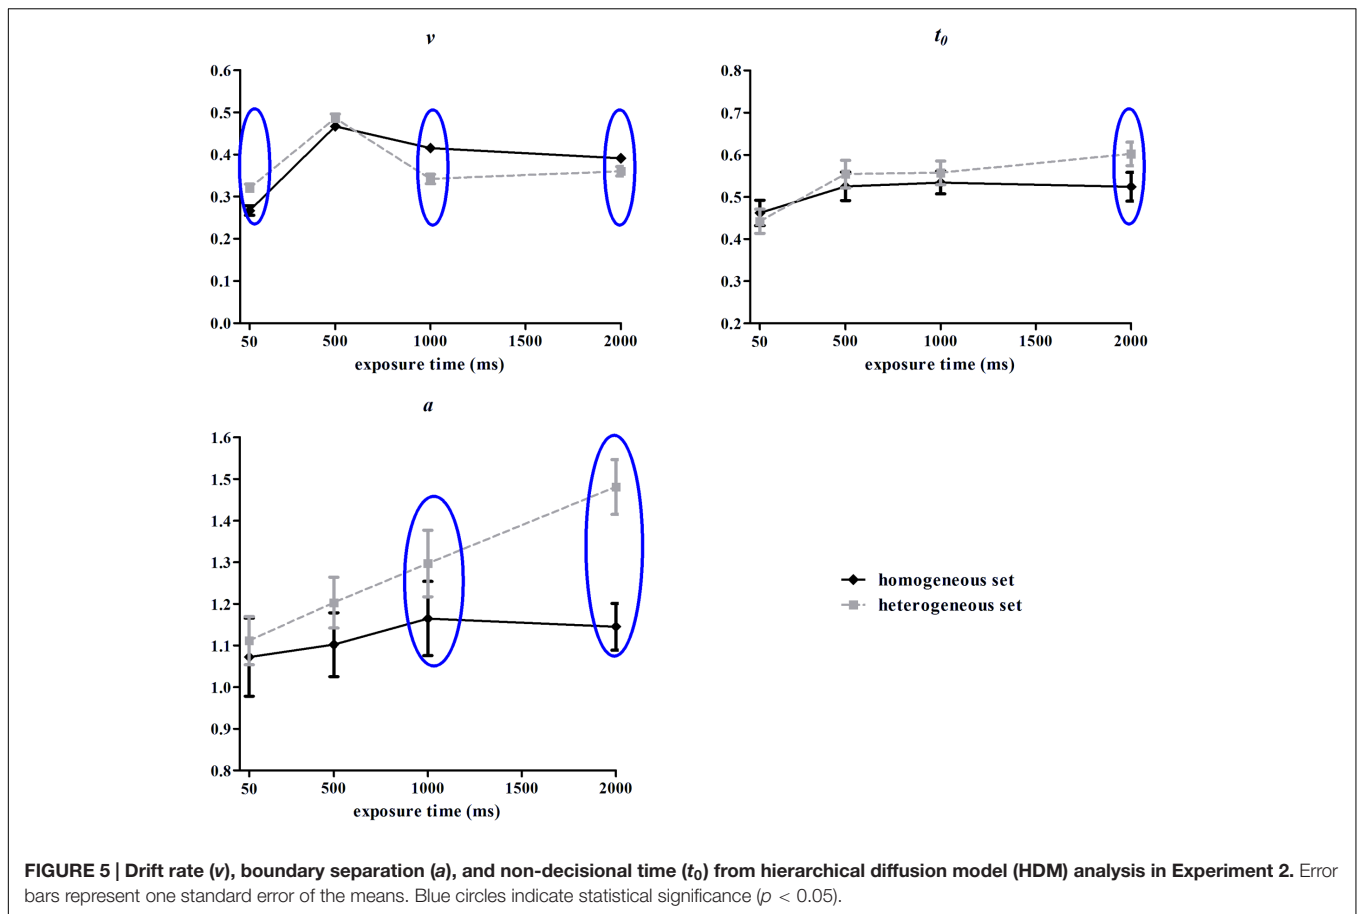 v
0.6
0.5
0.4
0.3
0.2
0.1
0.0
50 500 1000 1500 2000
exposure time (ms)
t0
0.8
0.7
0.6
0.5
0.4
0.3
0.2
50 500 1000 1500 2000
exposure time (ms)
a
1.6
1.5
1.4
1.3
1.2
1.1
1.0
0.9
0.8
50 500 1000 1500 2000
exposure time (ms)
homogeneous set
heterogeneous set
FIGURE 5 | Drift rate (v), boundary separation (a), and non-decisional time (t0) from hierarchical diffusion model (HDM) analysis in Experiment 2. Error
bars represent one standard error of the means. Blue circles indicate statistical significance (p < 0.05).